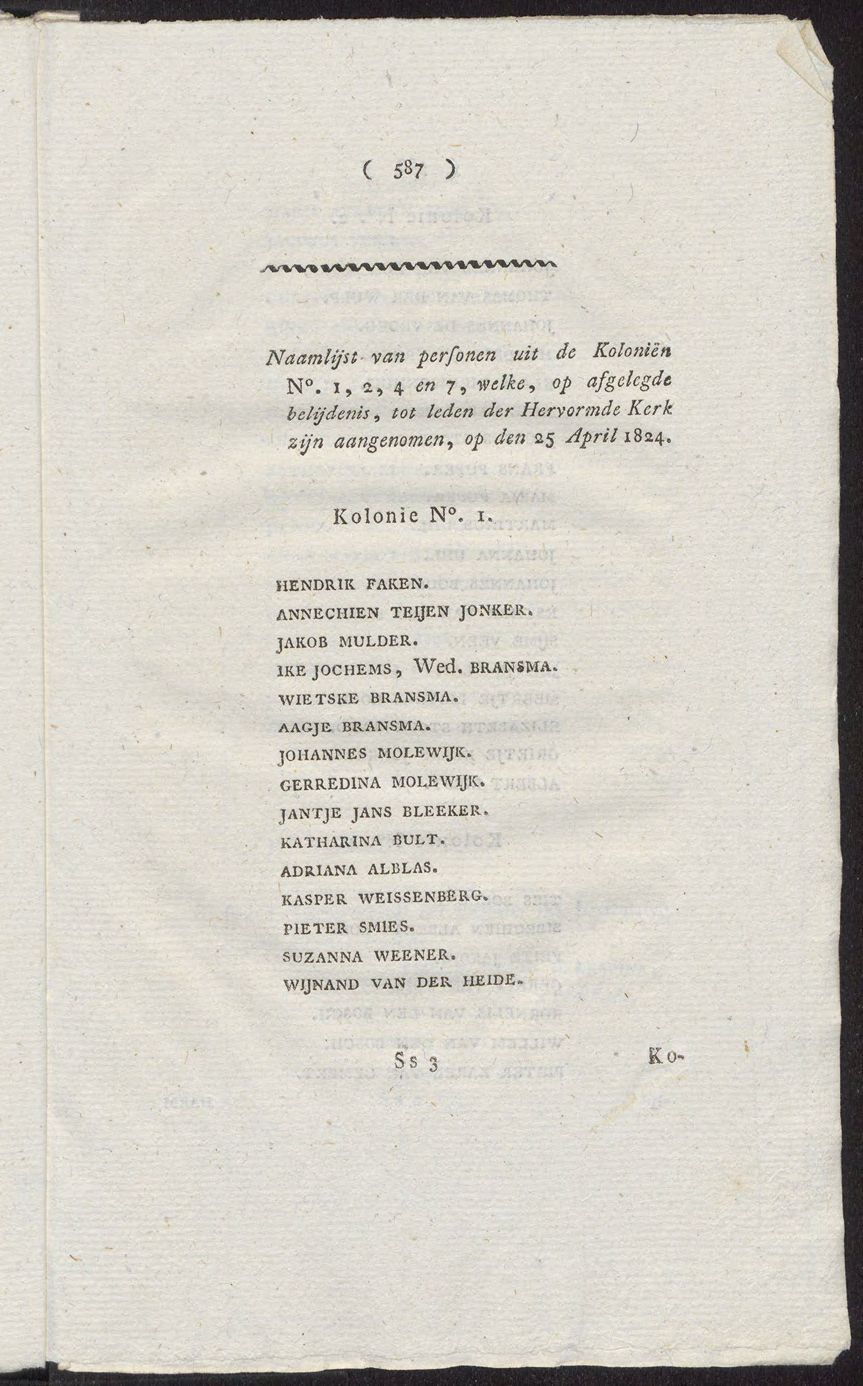 ( 587 )
Naamlijst van perſonen uit de Koloniën
N°. 1, 2, 4 en 7, welke, op afgelegde
belijdenis, tot leden der Hervormde Kerk
zijn aangenomen, op den 25 April 1824.
Kolonie N°. 1.
HENDRIK FAKEN.
ANNECHIEN TEIJEN JONKER.
JAKOB MULDER.
IKE JOCHEMS, Wed. BRANSMA.
WIETSKE BRANSMA.
AAGJE BRANSMA.
JOHANNES MOLEWIJK.
GERREDINA MOLEWIJK.
JANTJE JANS BLEEKER.
KATHARINA BULT.
ADRIANA ALBLAS.
KASPER WEISSENBERG.
PIETER SMIES.
SUZANNA WEENER.
WIJNAND VAN DER HEIDE.
Ss 3 Ko-